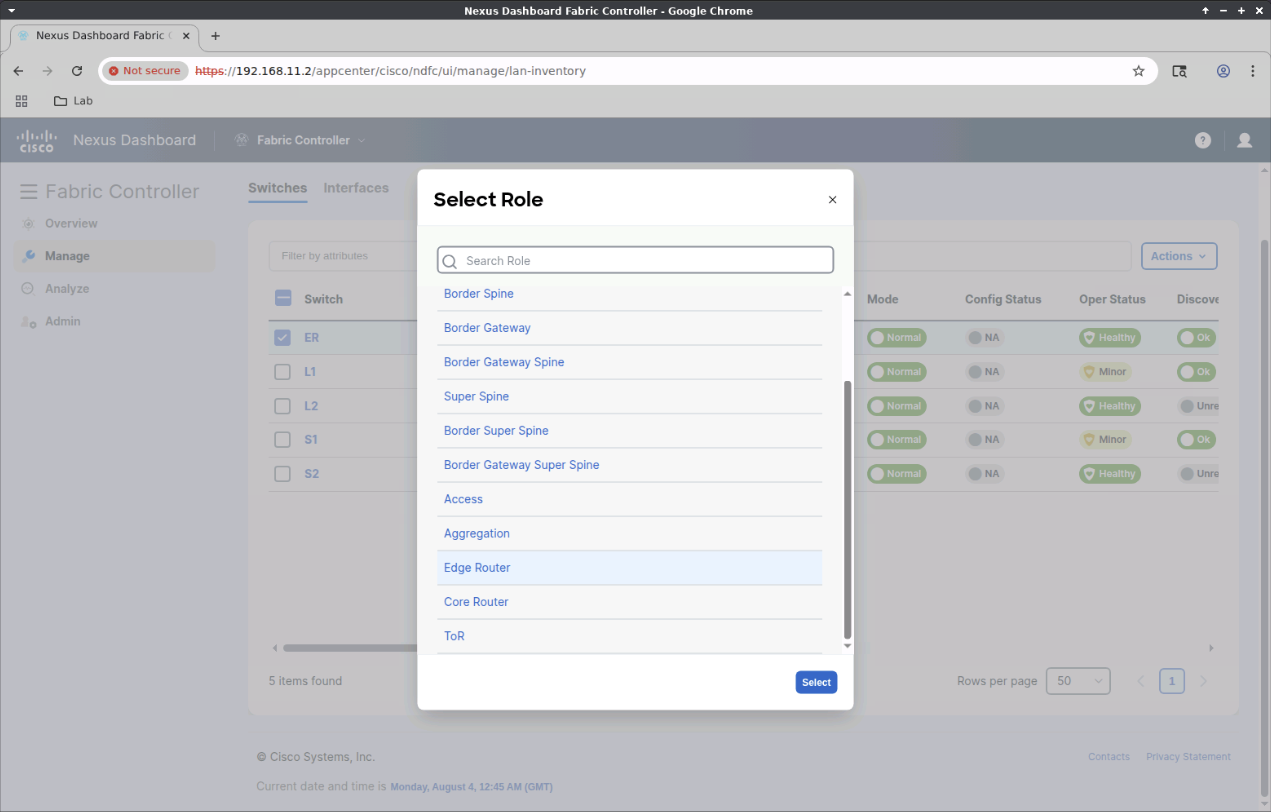 Nexus Dashboard Fabric Controller - Google Chrome
Nexus Dashboard Fabric
Not secure https://192.168.11.2/appcenter/cisco/ndfc/ui/manage/lan-inventory
Lab
CISCO Nexus Dashboard Fabric Controller ?
Fabric Controller
Overview
Manage
Analyze
Admin
Switches Interfaces
Filter by attributes
Actions
Switch Mode Config Status Oper Status Discove
ER Normal NA Healthy Ok
L1 Normal NA Minor Ok
L2 Normal NA Healthy Unre
S1 Normal NA Minor Ok
S2 Normal NA Healthy Unre
5 items found
Rows per page 50 1
Select Role
Search Role
Border Spine
Border Gateway
Border Gateway Spine
Super Spine
Border Super Spine
Border Gateway Super Spine
Access
Aggregation
Edge Router
Core Router
ToR
Select
© Cisco Systems, Inc.
Contacts Privacy Statement
Current date and time is Monday, August 4, 12:45 AM (GMT)